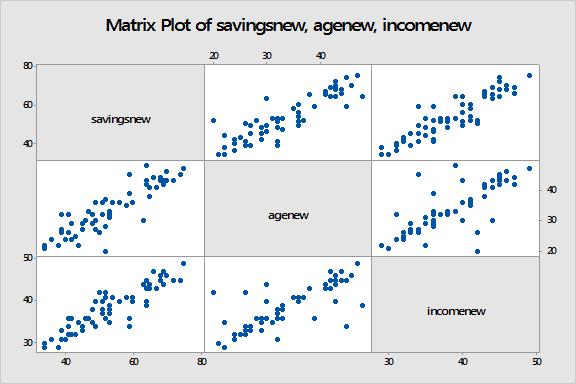 Matrix Plot of savingsnew, agenew, incomenew
20 30 40
80
60
40
savingsnew
agenew
40
30
20
50
40
30
incomenew
40 60 80 30 40 50